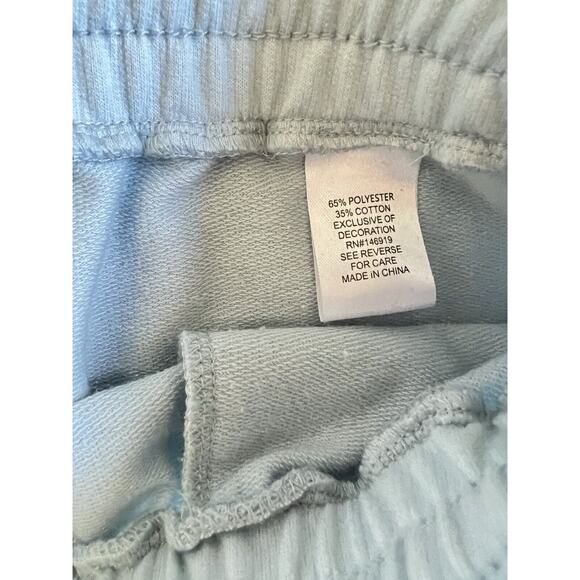 65% POLYESTER
35% COTTON
EXCLUSIVE OF
DECORATION
RN#146919
SEE REVERSE
FOR CARE
MADE IN CHINA